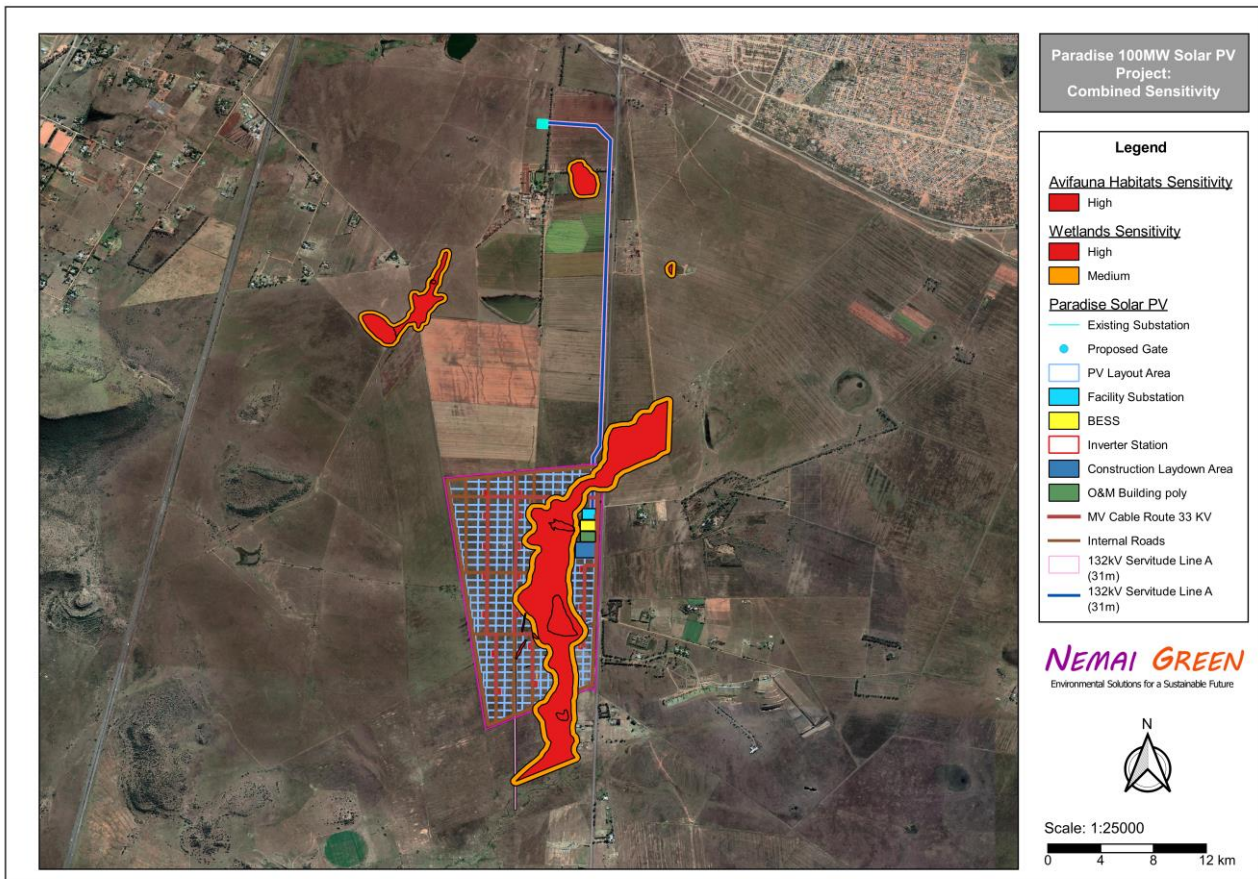 Paradise 100MW Solar PV
Project:
Combined Sensitivity
Legend
Avifauna Habitats Sensitivity
High
Wetlands Sensitivity
High
Medium
Paradise Solar PV
Existing Substation
Proposed Gate
PV Layout Area
Facility Substation
BESS
Inverter Station
Construction Laydown Area
O&M Building poly
MV Cable Route 33 KV
Internal Roads
132kV Servitude Line A
(31m)
132kV Servitude Line A
(31m)
NEMAI GREEN
Environmental Solutions for a Sustainable Future
N
Scale: 1:25000
0 4 8 12 km